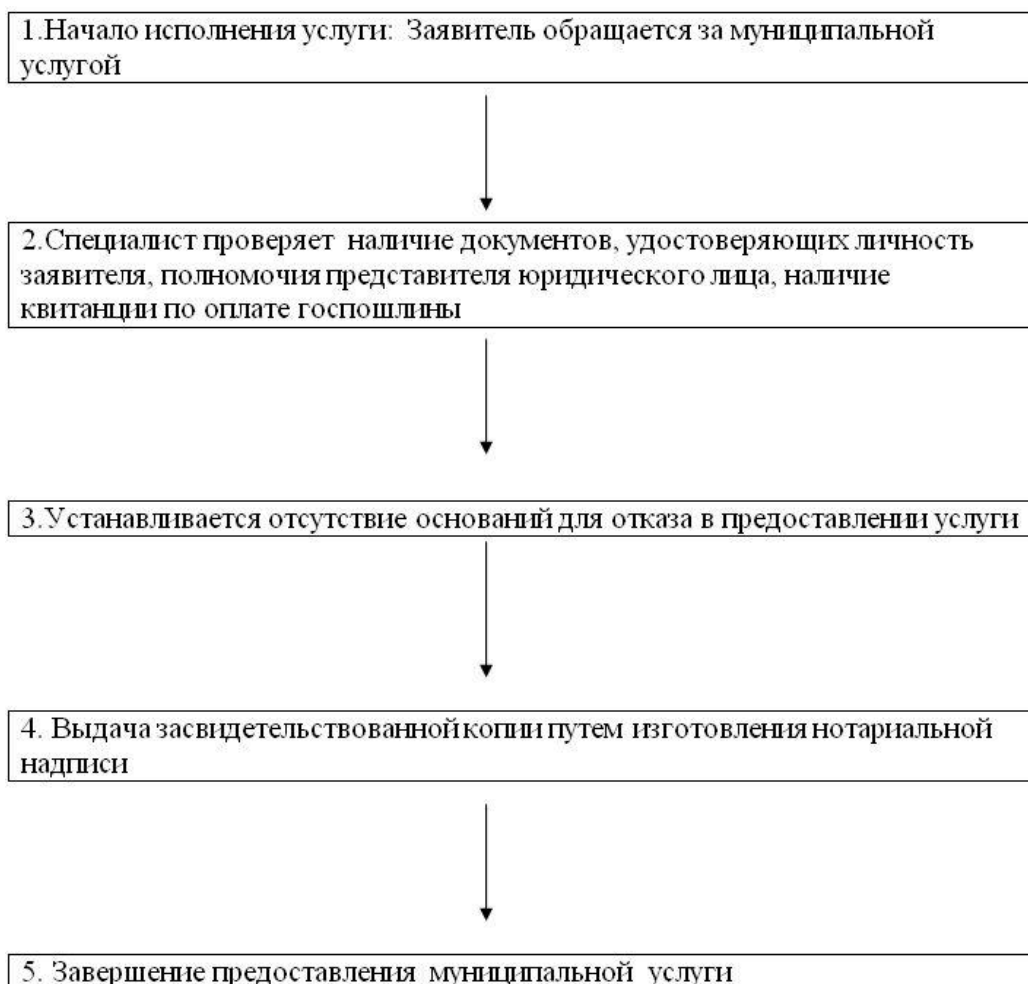 1.Начало исполнения услуги: Заявитель обращается за муниципальной
услугой
2.Специалист проверяет наличие документов, удостоверяющих личность
заявителя, полномочия представителя юридического лица, наличие
квитанции по оплате госпошлины
3.Устанавливается отсутствие оснований для отказа в предоставлении услуги
4. Выдача засвидетельствованной копии путем изготовления нотариальной
надписи
5. Завершение предоставления муниципальной услуги